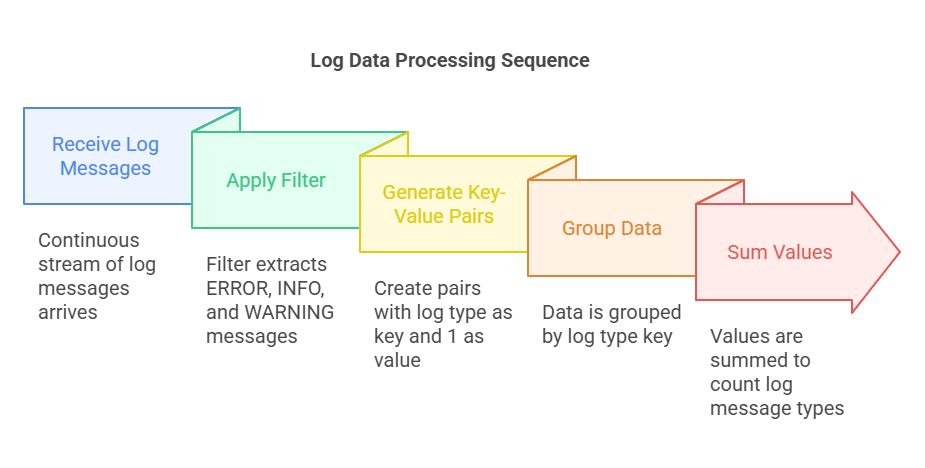 Log Data Processing Sequence
Receive Log
Messages
Continuous
stream of log
messages
arrives
Apply Filter
Filter extracts
ERROR, INFO,
and WARNING
messages
Generate Key-
Value Pairs
Create pairs
with log type as
key and 1 as
value
Group Data
Data is grouped
by log type key
Sum Values
Values are
summed to
count log
message types